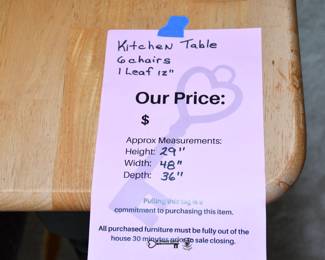 Kitchen Table
6 chairs
1 Leaf 12"
Our Price:
$
Approx Measurements:
Height: 29"
Width: 48"
Depth: 36"
Pulling this tag is a
commitment to purchasing this item.
All purchased furniture must be fully out of the
house 30 minutes prior to sale closing.